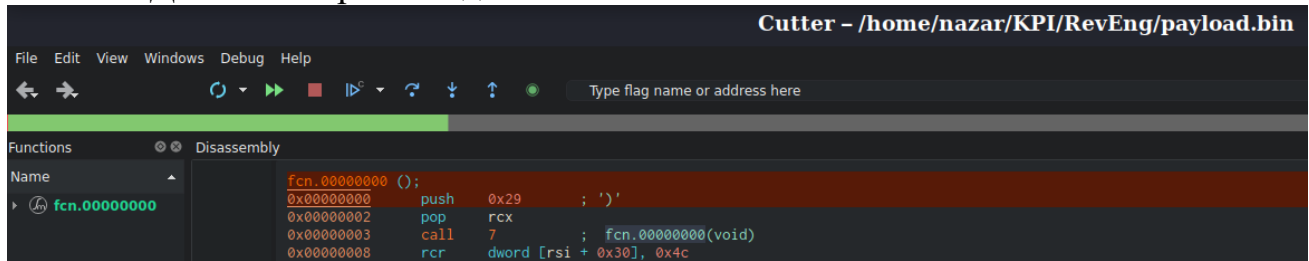 Cutter – /home/nazar/KPI/RevEng/payload.bin
File Edit View Windows Debug Help
Type flag name or address here
Functions Disassembly
Name
fcn.00000000 ();
fcn.00000000
0x00000000 push 0x29 ; ')'
0x00000002 pop rcx
0x00000003 call 7 ; fcn.00000000(void)
0x00000008 rcr dword [rsi + 0x30], 0x4c